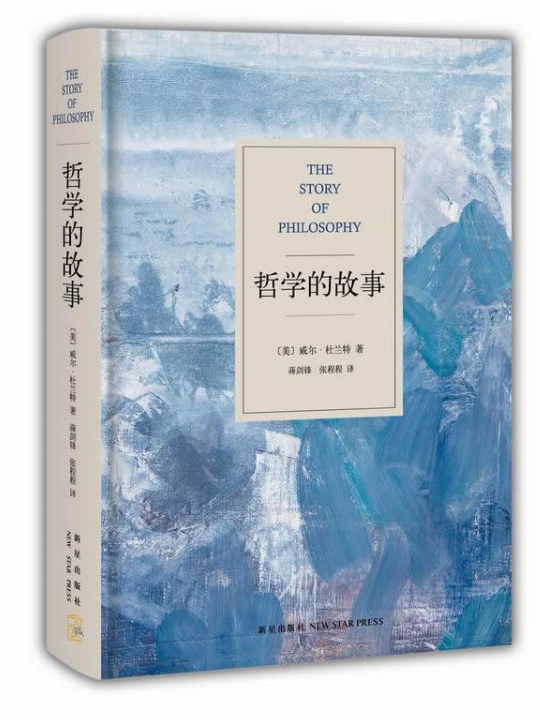 THE
STORY
OF
PHILOSOPHY
哲学的故事
〔美〕威尔·杜兰特 著
蒋剑锋 张程程 译
新星出版社
NEW STAR PRESS
THE
STORY
OF
PHILOSOPHY
哲学的故事
〔美〕威尔·杜兰特 著
蒋剑锋 张程程 译
新星出版社 NEW STAR PRESS